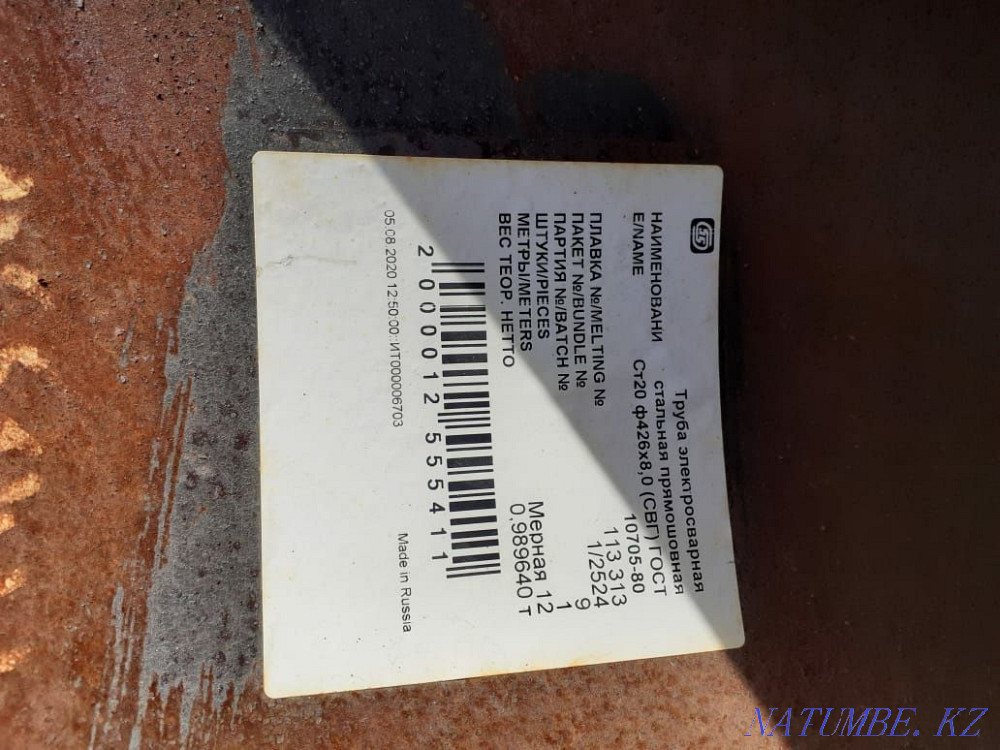 Труба электросварная
стальная прямошовная
НАИМЕНОВАНИ Ст20 ф426х8,0 (СВГ) ГОСТ
E/NAME 10705-80
ПЛАВКА №/MELTING № 113 313
ПАКЕТ №/BUNDLE № 1/2524
ПАРТИЯ №/BATCH № 9
ШТУКИ/PIECES 1
МЕТРЫ/METERS Мерная 12
ВЕС ТЕОР. НЕТТО 0.989640 т
2 000012 555411
05.08.2020 12:50:00::ИТ000006703 Made in Russia
NATUMBE.KZ